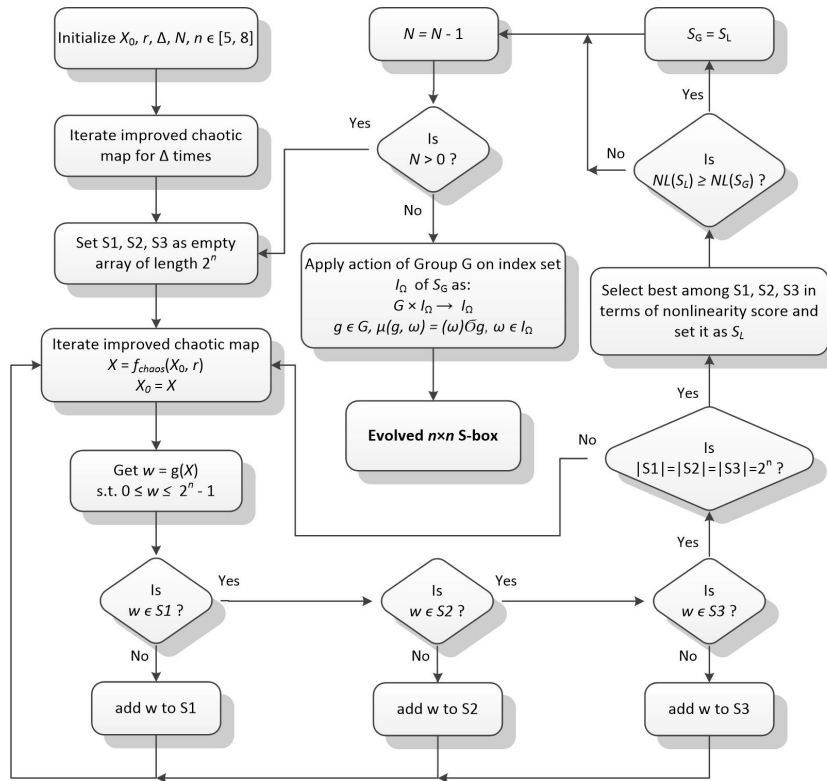 Initialize X₀, r, Δ, N, n ϵ [5, 8]
Iterate improved chaotic
map for Δ times
Set S1, S2, S3 as empty
array of length 2ⁿ
Iterate improved chaotic map
X = f_chaos(X₀, r)
X₀ = X
Get w = g(X)
s.t. 0 ≤ w ≤ 2ⁿ - 1
Is
w ϵ S1 ?
Yes
No
add w to S1
Is
w ϵ S2 ?
Yes
No
add w to S2
Is
w ϵ S3 ?
Yes
No
add w to S3
Is
|S1|=|S2|=|S3|=2ⁿ ?
No
Yes
Select best among S1, S2, S3 in
terms of nonlinearity score and
set it as S_L
Is
NL(S_L) ≥ NL(S_G) ?
No
Yes
S_G = S_L
N = N - 1
Is
N > 0 ?
Yes
No
Apply action of Group G on index set
I_Ω of S_G as:
G × I_Ω → I_Ω
g ϵ G, μ(g, ω) = (ω)Ơg, ω ϵ I_Ω
Evolved n×n S-box